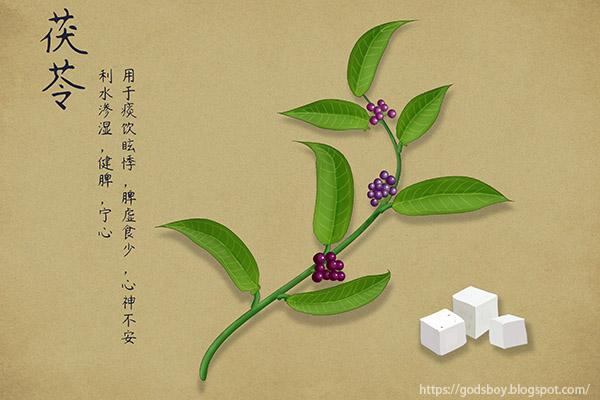 茯苓
用于痰饮眩悸，脾虚食少，心神不安
利水渗湿，健脾，宁心
https://godsboy.blogspot.com/